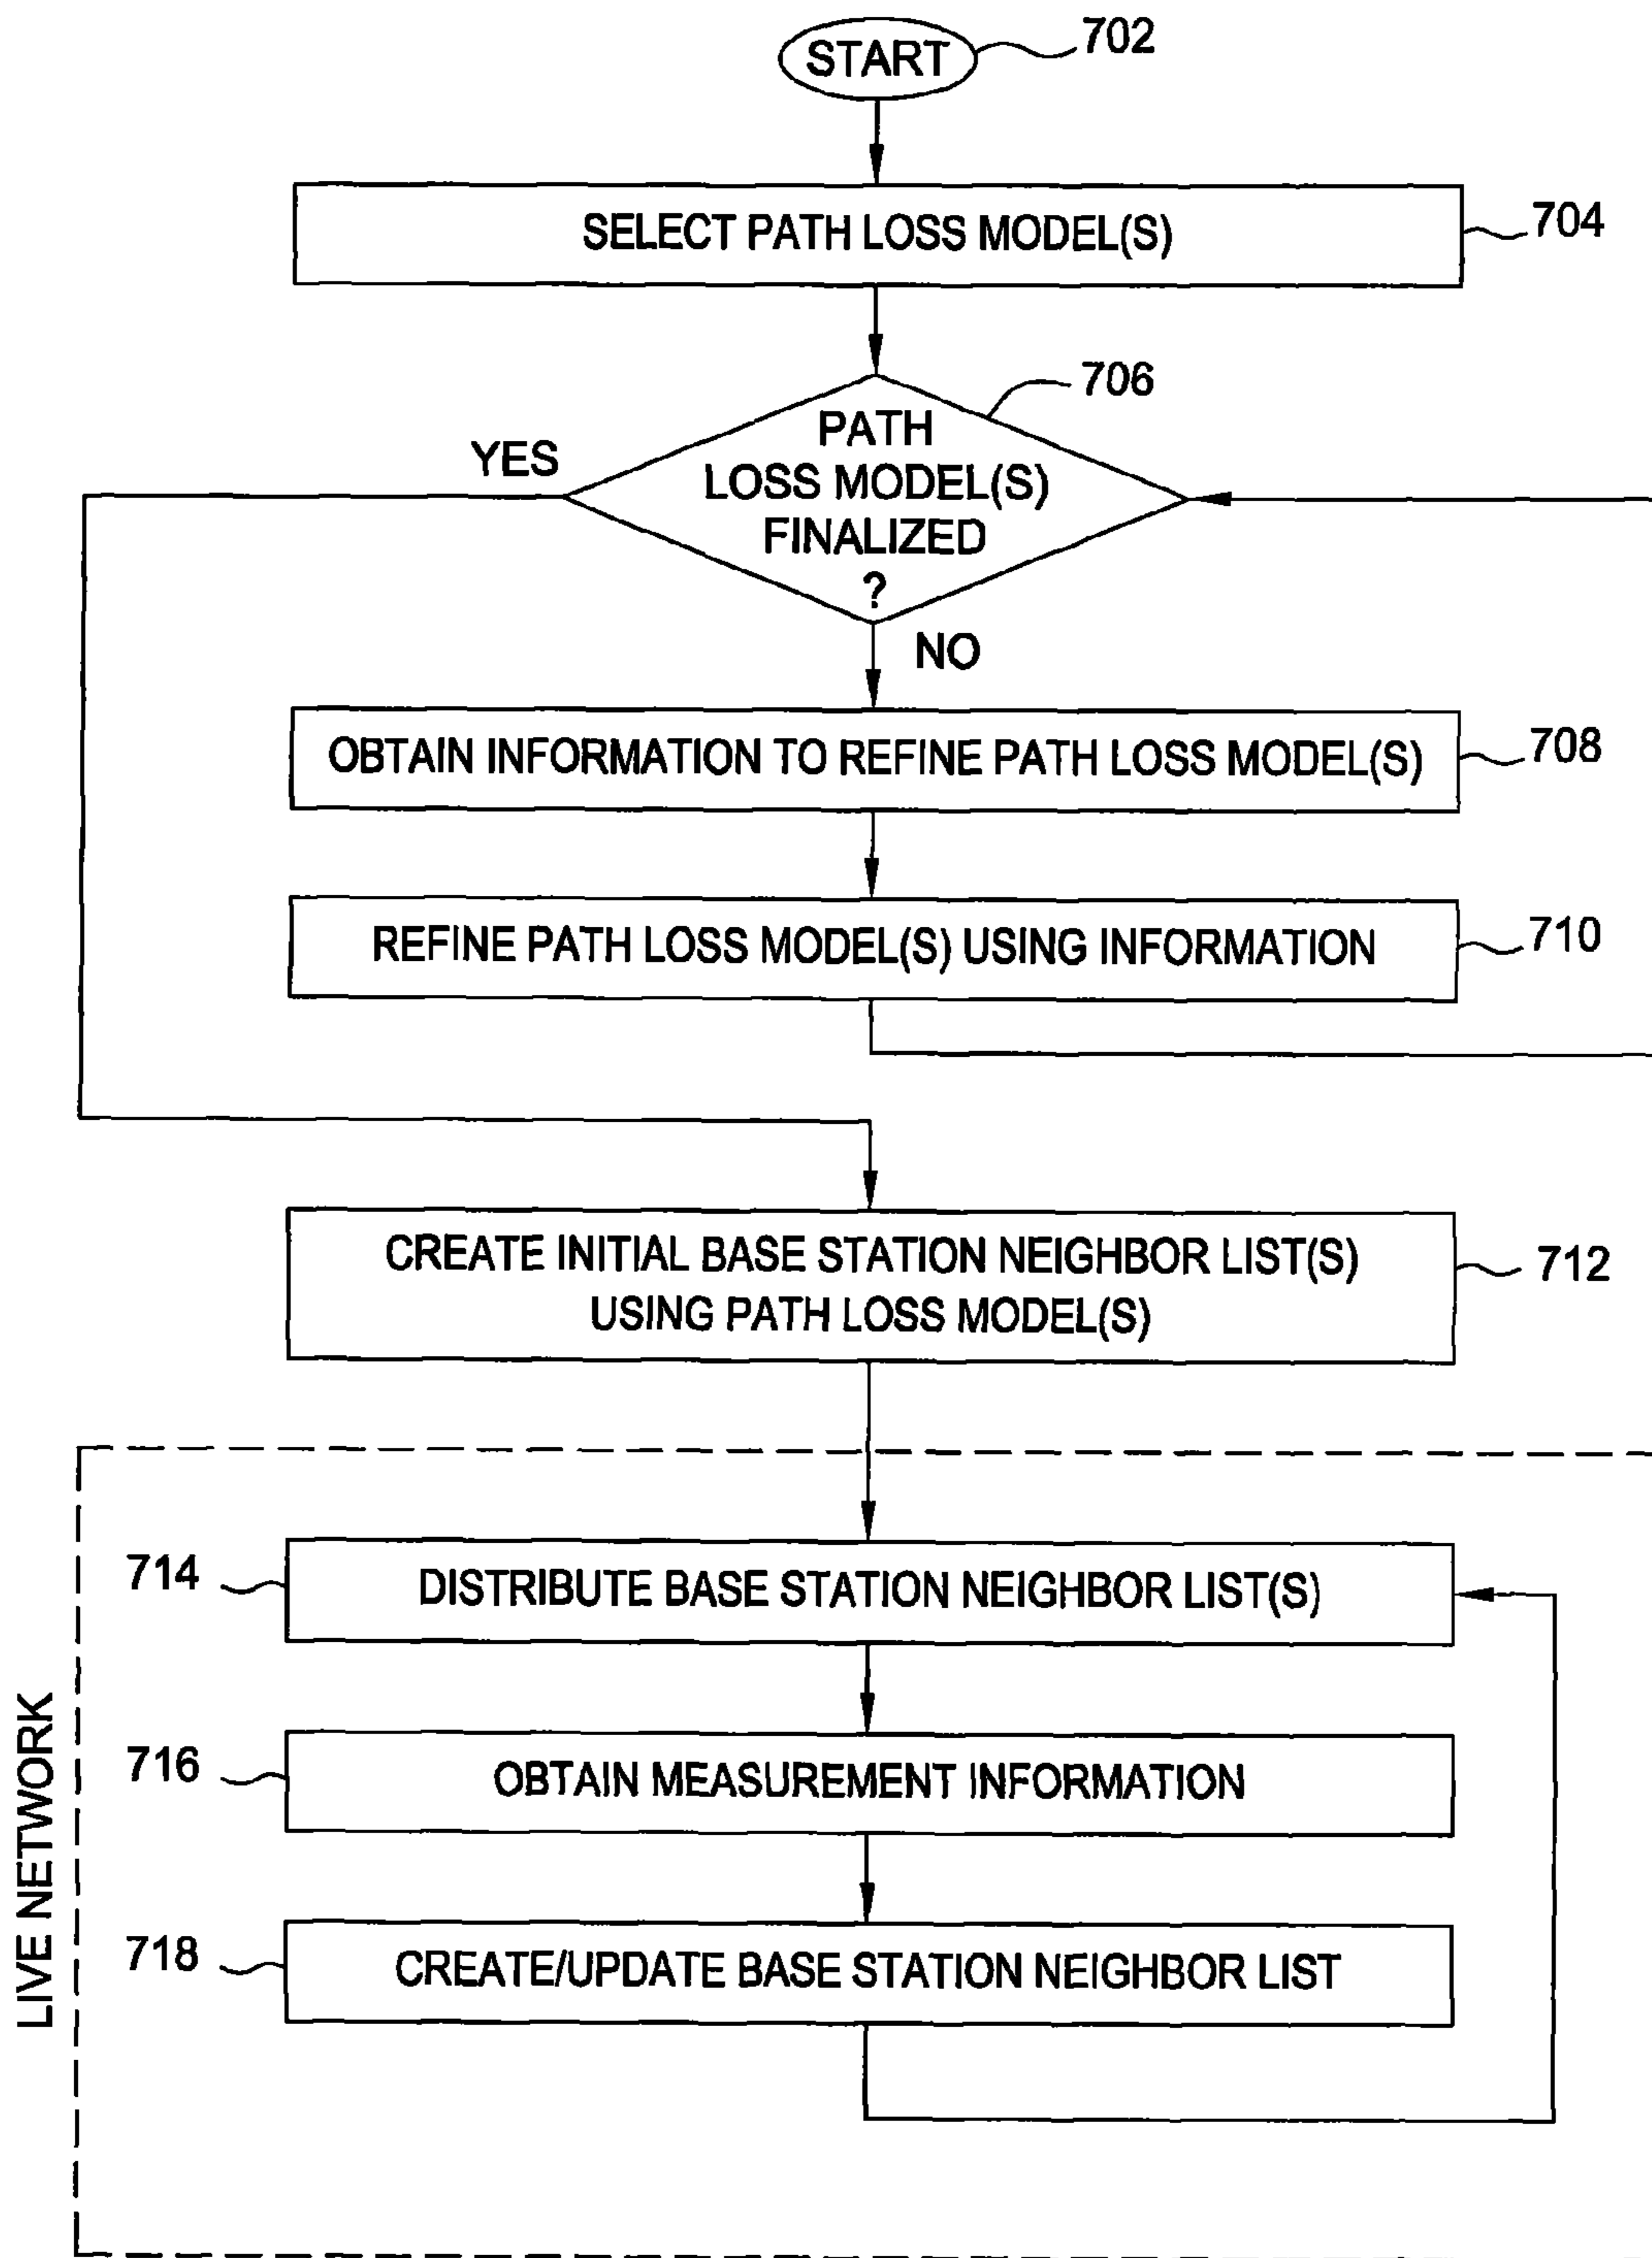 START
702
SELECT PATH LOSS MODEL(S)
704
706
PATH
LOSS MODEL(S)
FINALIZED
?
YES
NO
OBTAIN INFORMATION TO REFINE PATH LOSS MODEL(S)
708
REFINE PATH LOSS MODEL(S) USING INFORMATION
710
CREATE INITIAL BASE STATION NEIGHBOR LIST(S)
USING PATH LOSS MODEL(S)
712
LIVE NETWORK
714
DISTRIBUTE BASE STATION NEIGHBOR LIST(S)
716
OBTAIN MEASUREMENT INFORMATION
718
CREATE/UPDATE BASE STATION NEIGHBOR LIST